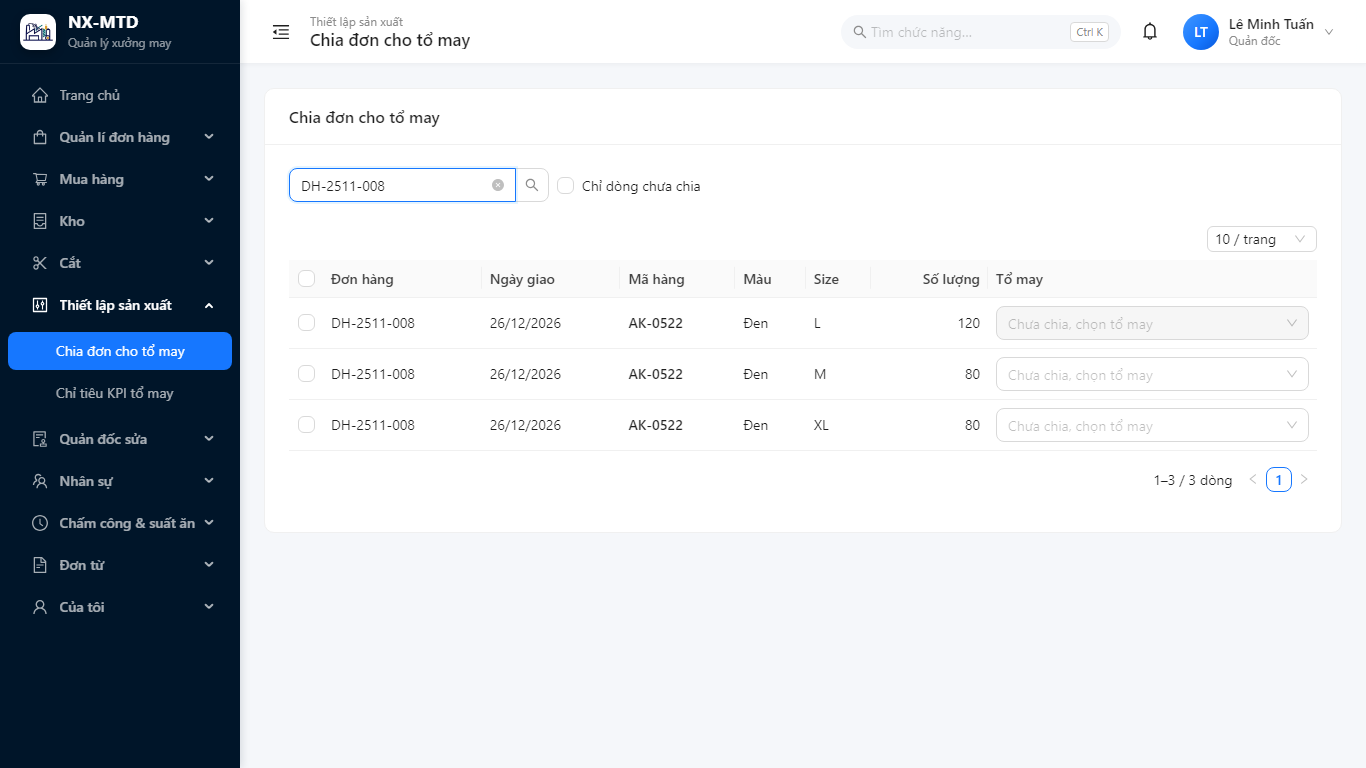 NX-MTD
Quản lý xưởng may
Trang chủ
Quản lí đơn hàng
Mua hàng
Kho
Cắt
Thiết lập sản xuất
Chia đơn cho tổ may
Chỉ tiêu KPI tổ may
Quản đốc sửa
Nhân sự
Chấm công & suất ăn
Đơn từ
Của tôi
Thiết lập sản xuất
Chia đơn cho tổ may
Tìm chức năng... Ctrl K
LT
Lê Minh Tuấn
Quản đốc
Chia đơn cho tổ may
DH-2511-008 Chỉ dòng chưa chia
10 / trang
Đơn hàng Ngày giao Mã hàng Màu Size Số lượng Tổ may
DH-2511-008 26/12/2026 AK-0522 Đen L 120 Chưa chia, chọn tổ may
DH-2511-008 26/12/2026 AK-0522 Đen M 80 Chưa chia, chọn tổ may
DH-2511-008 26/12/2026 AK-0522 Đen XL 80 Chưa chia, chọn tổ may
1–3 / 3 dòng 1